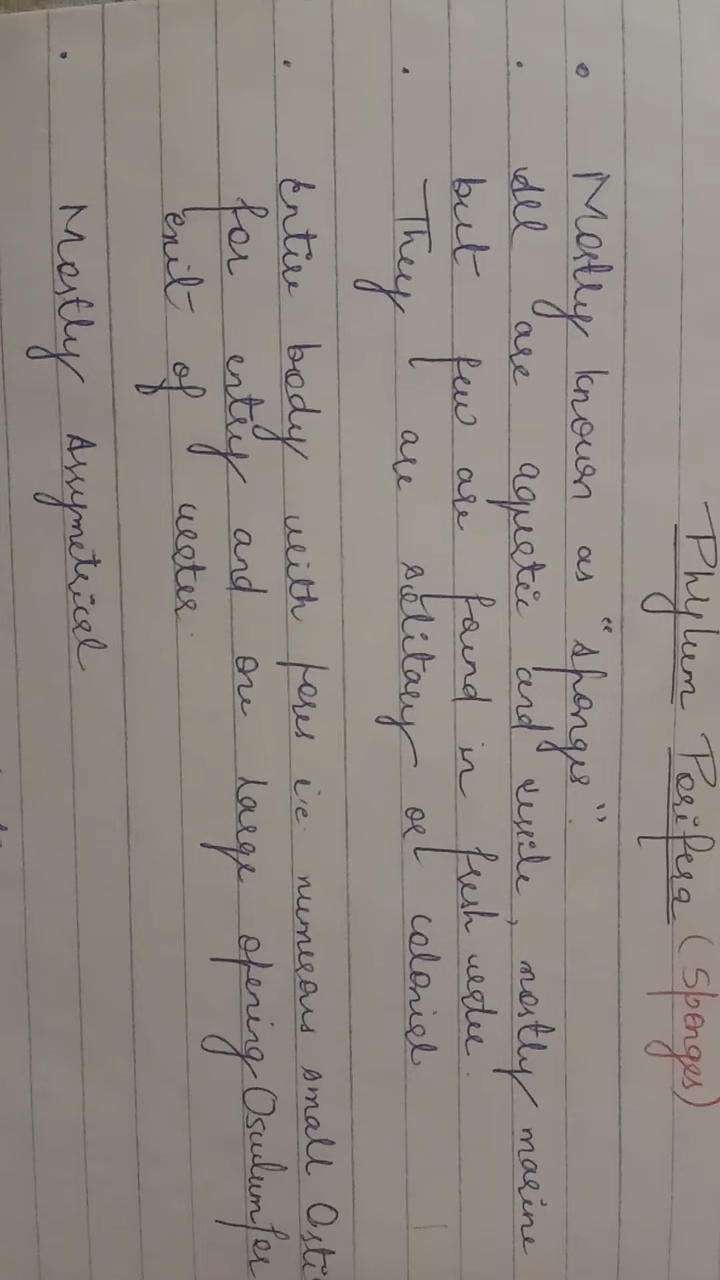 Phylum Porifera (Sponges)
• Mostly known as "sponges".
• All are aquatic and sessile, mostly marine
but few are found in fresh water.
• They are solitary or colonial
• Entire body with pores i.e. numerous small Osti
for entry and one large opening Osculum for
exit of water.
• Mostly Assymetrical